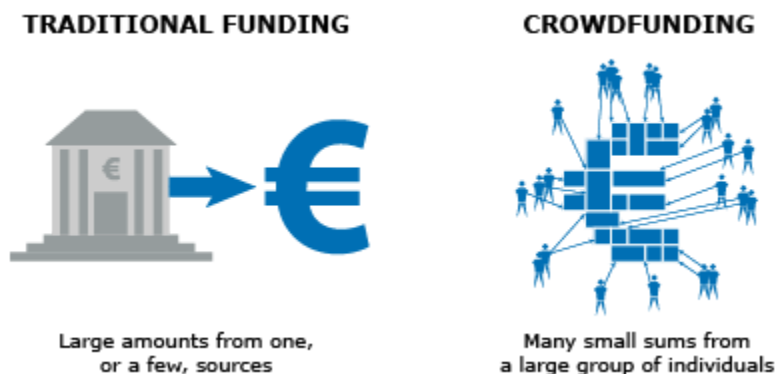 TRADITIONAL FUNDING
CROWDFUNDING
€
€
Large amounts from one,
or a few, sources
Many small sums from
a large group of individuals